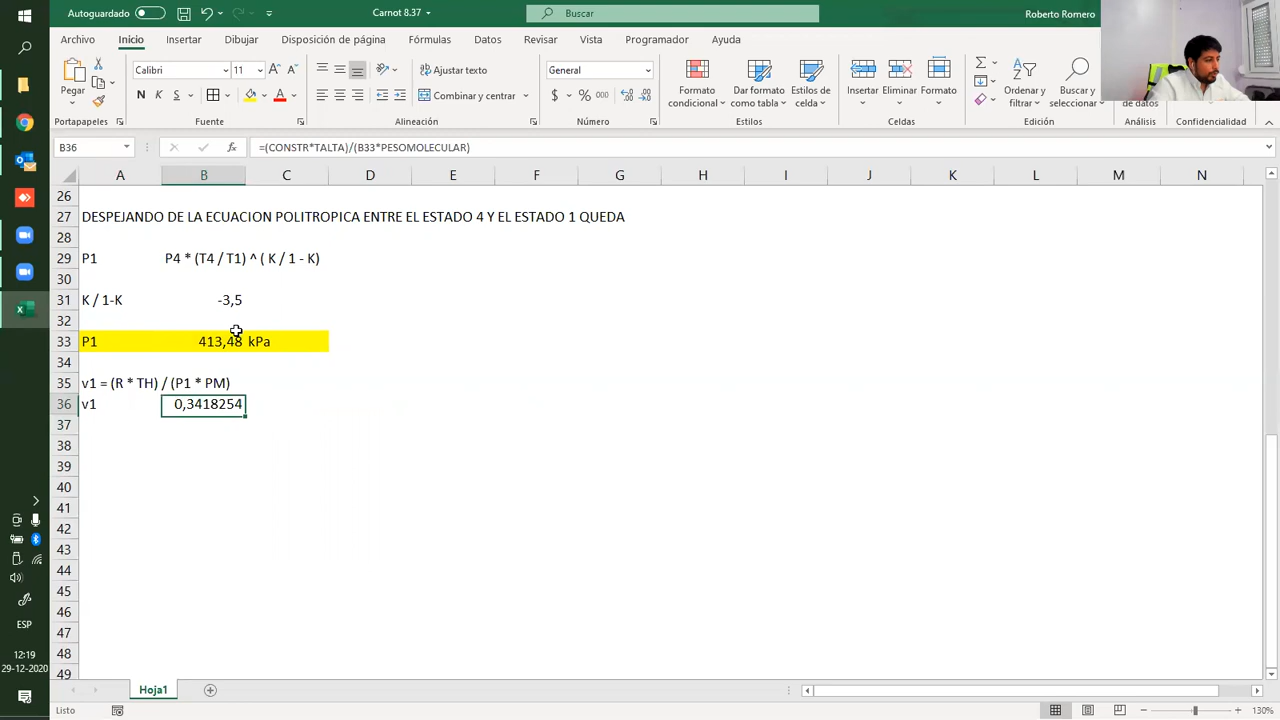 Autoguardado
Carnot 8.37
Buscar
Roberto Romero
Archivo Inicio Insertar Dibujar Disposición de página Fórmulas Datos Revisar Vista Programador Ayuda
Pegar
Calibri 11
N K S
Ajustar texto
Combinar y centrar
General
$ % 000
Formato condicional
Dar formato como tabla
Estilos de celda
Insertar Eliminar Formato
Ordenar y filtrar
Buscar y seleccionar
de datos
Portapapeles Fuente Alineación Número Estilos Celdas Edición Análisis Confidencialidad
B36 fx =(CONSTR*TALTA)/(B33*PESOMOLECULAR)
A B C D E F G H I J K L M N
26
27 DESPEJANDO DE LA ECUACION POLITROPICA ENTRE EL ESTADO 4 Y EL ESTADO 1 QUEDA
28
29 P1 P4 * (T4 / T1) ^ ( K / 1 - K)
30
31 K / 1-K -3,5
32
33 P1 413,48 kPa
34
35 v1 = (R * TH) / (P1 * PM)
36 v1 0,3418254
37
38
39
40
41
42
43
44
45
46
47
48
49
ESP
12:19
29-12-2020
Hoja1
Listo
130%